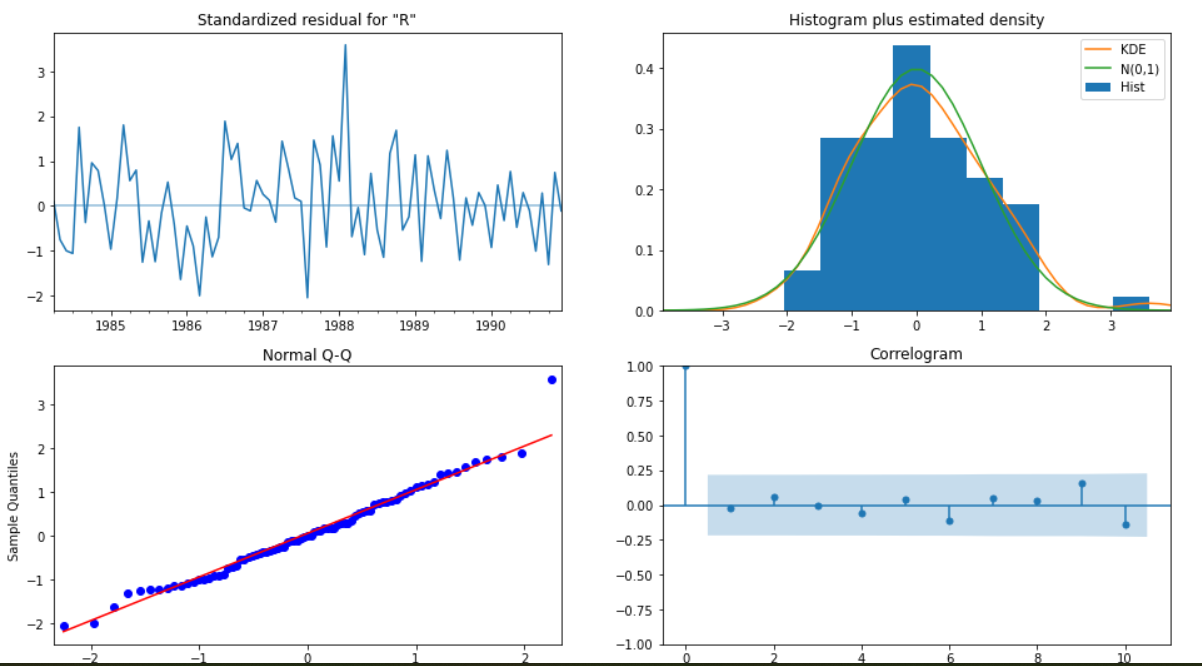 Standardized residual for "R"
3
2
1
0
−1
−2
1985 1986 1987 1988 1989 1990
Histogram plus estimated density
KDE
N(0,1)
Hist
0.4
0.3
0.2
0.1
0.0
−3 −2 −1 0 1 2 3
Normal Q-Q
Sample Quantiles
3
2
1
0
−1
−2
−2 −1 0 1 2
Correlogram
1.00
0.75
0.50
0.25
0.00
−0.25
−0.50
−0.75
−1.00
0 2 4 6 8 10